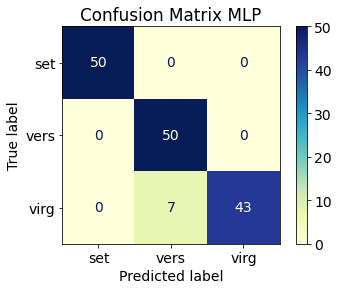 Confusion Matrix MLP
True label
set
vers
virg
50 0 0
0 50 0
0 7 43
set vers virg
Predicted label
50
40
30
20
10
0